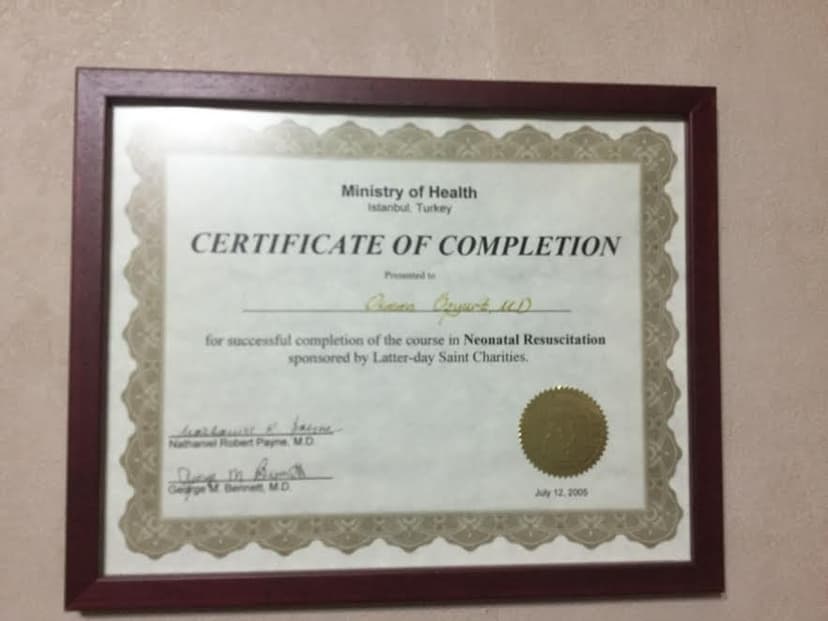 Ministry of Health
Istanbul, Turkey
CERTIFICATE OF COMPLETION
Presented to
Ozyurt, M.D
for successful completion of the course in Neonatal Resuscitation
sponsored by Latter-day Saint Charities.
Nathaniel Robert Payne, M.D.
George M. Bennett, M.D.
July 12, 2005